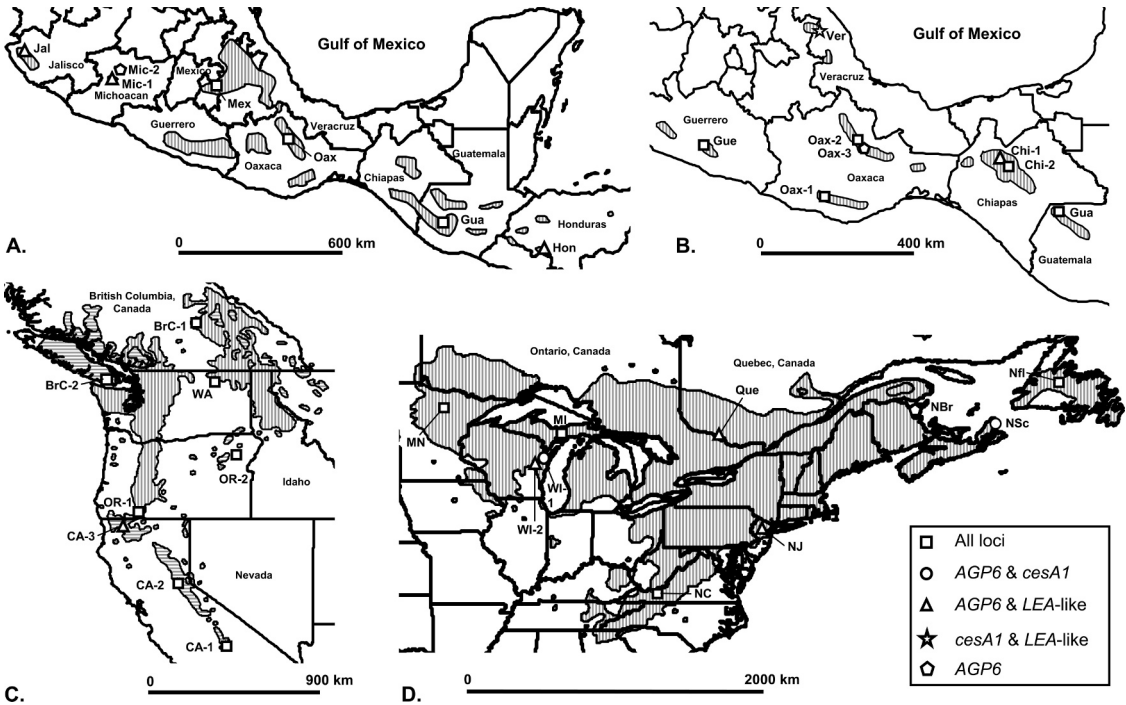 Gulf of Mexico
Jal
Jalisco
Mic-2
Mic-1
Michoacan
Mexico
Mex
Guerrero
Veracruz
Oaxaca
Oax
Chiapas
Guatemala
Gua
Honduras
Hon
A.
0 600 km
Ver
Gulf of Mexico
Veracruz
Guerrero
Gue
Oax-2
Oax-3
Oaxaca
Oax-1
Chi-1
Chi-2
Chiapas
Gua
Guatemala
B.
0 400 km
British Columbia,
Canada
BrC-1
BrC-2
WA
OR-2
OR-1
Idaho
CA-3
CA-2
Nevada
CA-1
C.
0 900 km
Ontario, Canada
Quebec, Canada
Que
Nfl
NBr
NSc
MN
MI
WI-
1
WI-2
NJ
NC
D.
0 2000 km
All loci
AGP6 & cesA1
AGP6 & LEA-like
cesA1 & LEA-like
AGP6